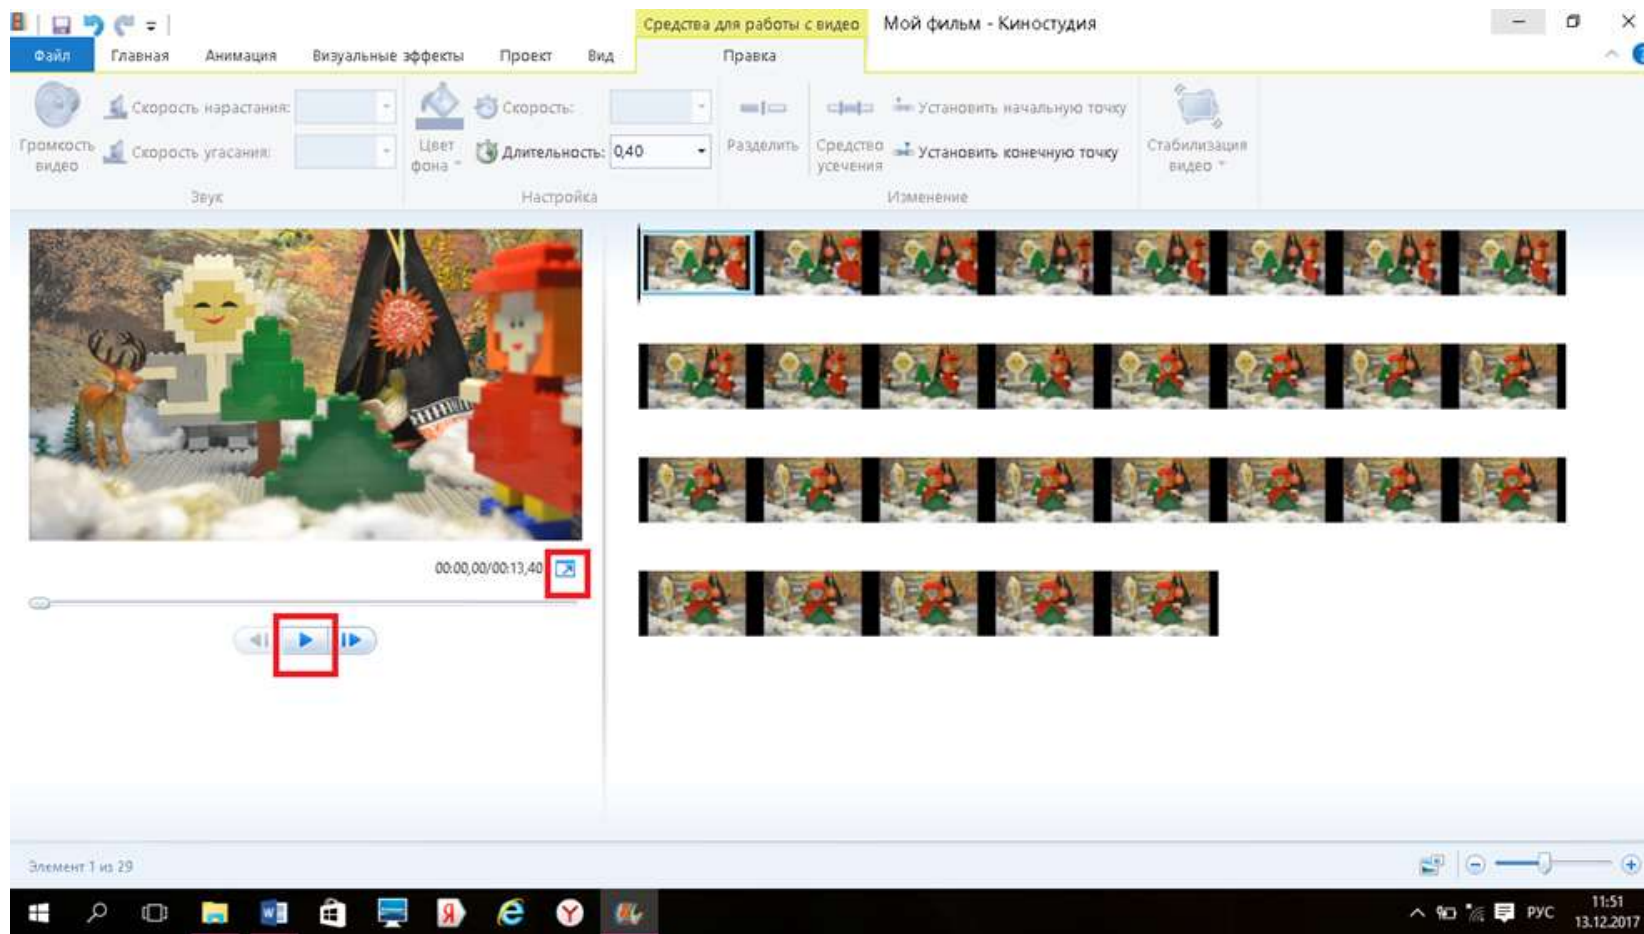 Средства для работы с видео
Мой фильм - Киностудия
Файл Главная Анимация Визуальные эффекты Проект Вид Правка
Громкость видео
Скорость нарастания:
Скорость угасания:
Звук
Цвет фона
Скорость:
Длительность: 0,40
Настройка
Разделить
Средство усечения
Установить начальную точку
Установить конечную точку
Изменение
Стабилизация видео
00:00,00/00:13,40
Элемент 1 из 29
РУС
11:51
13.12.2017